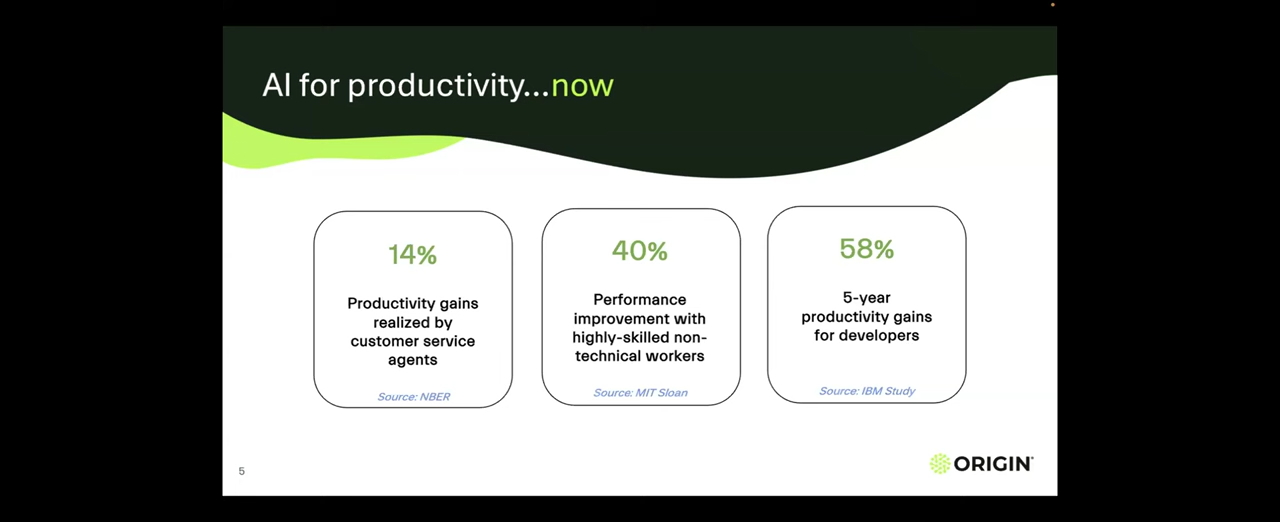 AI for productivity...now
14%
Productivity gains
realized by
customer service
agents
Source: NBER
40%
Performance
improvement with
highly-skilled non-
technical workers
Source: MIT Sloan
58%
5-year
productivity gains
for developers
Source: IBM Study
5
ORIGIN